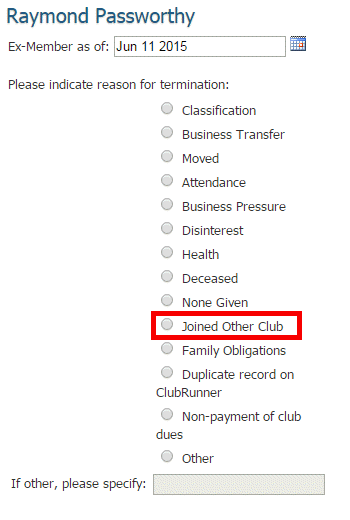 Raymond Passworthy
Ex-Member as of: Jun 11 2015
Please indicate reason for termination:
Classification
Business Transfer
Moved
Attendance
Business Pressure
Disinterest
Health
Deceased
None Given
Joined Other Club
Family Obligations
Duplicate record on
ClubRunner
Non-payment of club
dues
Other
If other, please specify: